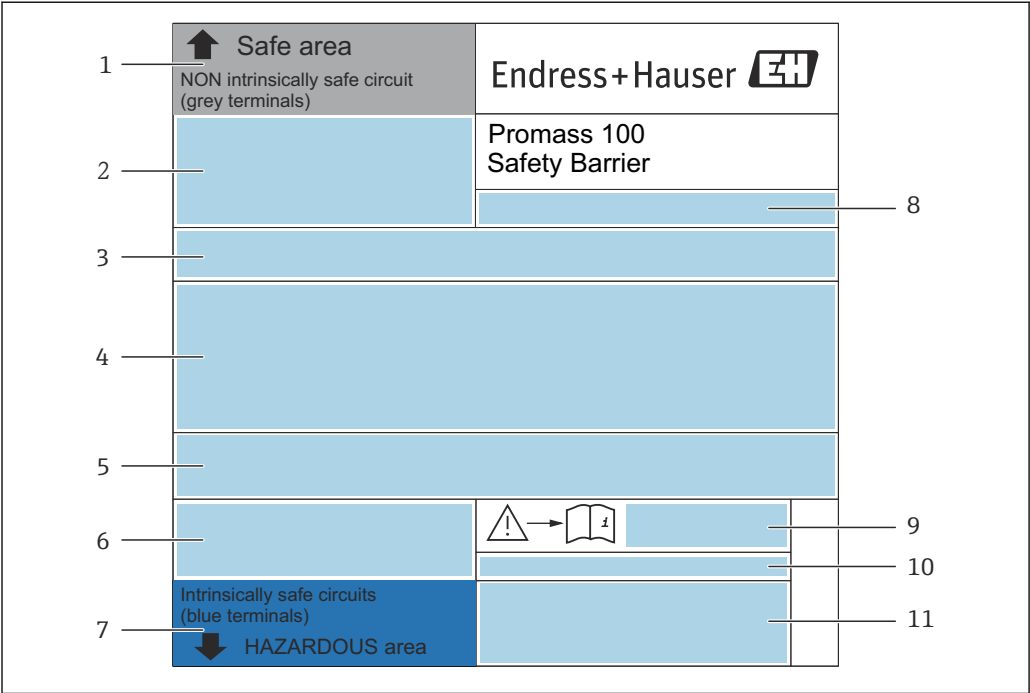 1
Safe area
NON intrinsically safe circuit
(grey terminals)
Endress+Hauser EH
2
Promass 100
Safety Barrier
8
3
4
5
6
i
9
10
7
Intrinsically safe circuits
(blue terminals)
HAZARDOUS area
11